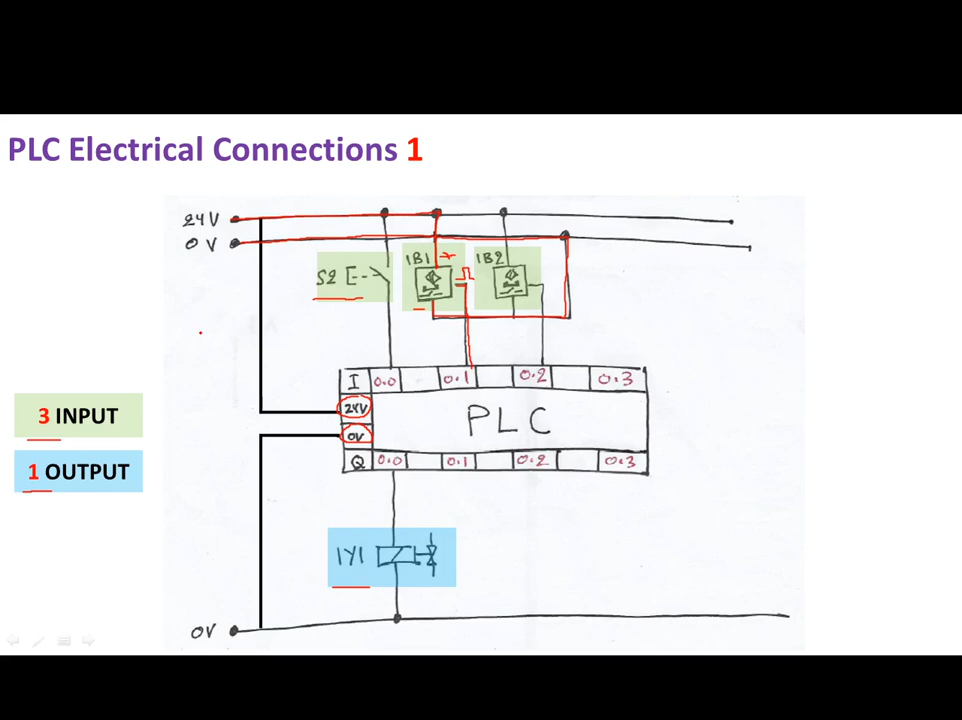 PLC Electrical Connections 1
24V
0V
S2
1B1
1B2
I 0.0 0.1 0.2 0.3
24V
0V
PLC
Q 0.0 0.1 0.2 0.3
3 INPUT
1 OUTPUT
1Y1
0V